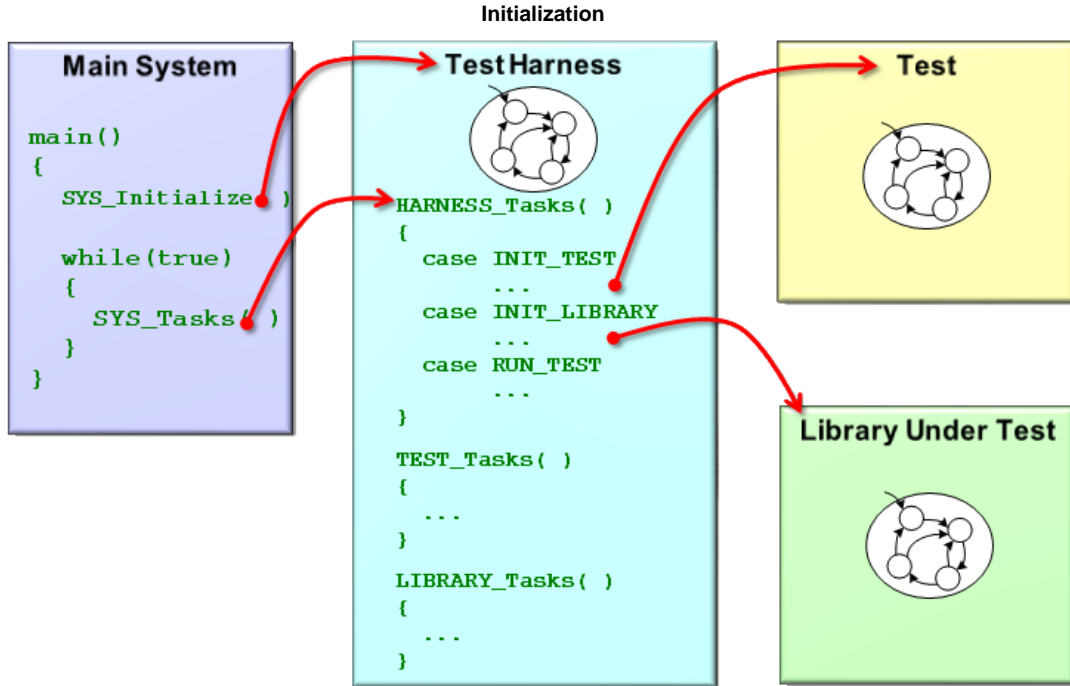 Initialization
Main System
main()
{
SYS_Initialize( )
while(true)
{
SYS_Tasks( )
}
}
Test Harness
HARNESS_Tasks( )
{
case INIT_TEST
...
case INIT_LIBRARY
...
case RUN_TEST
...
}
TEST_Tasks( )
{
...
}
LIBRARY_Tasks( )
{
...
}
Test
Library Under Test